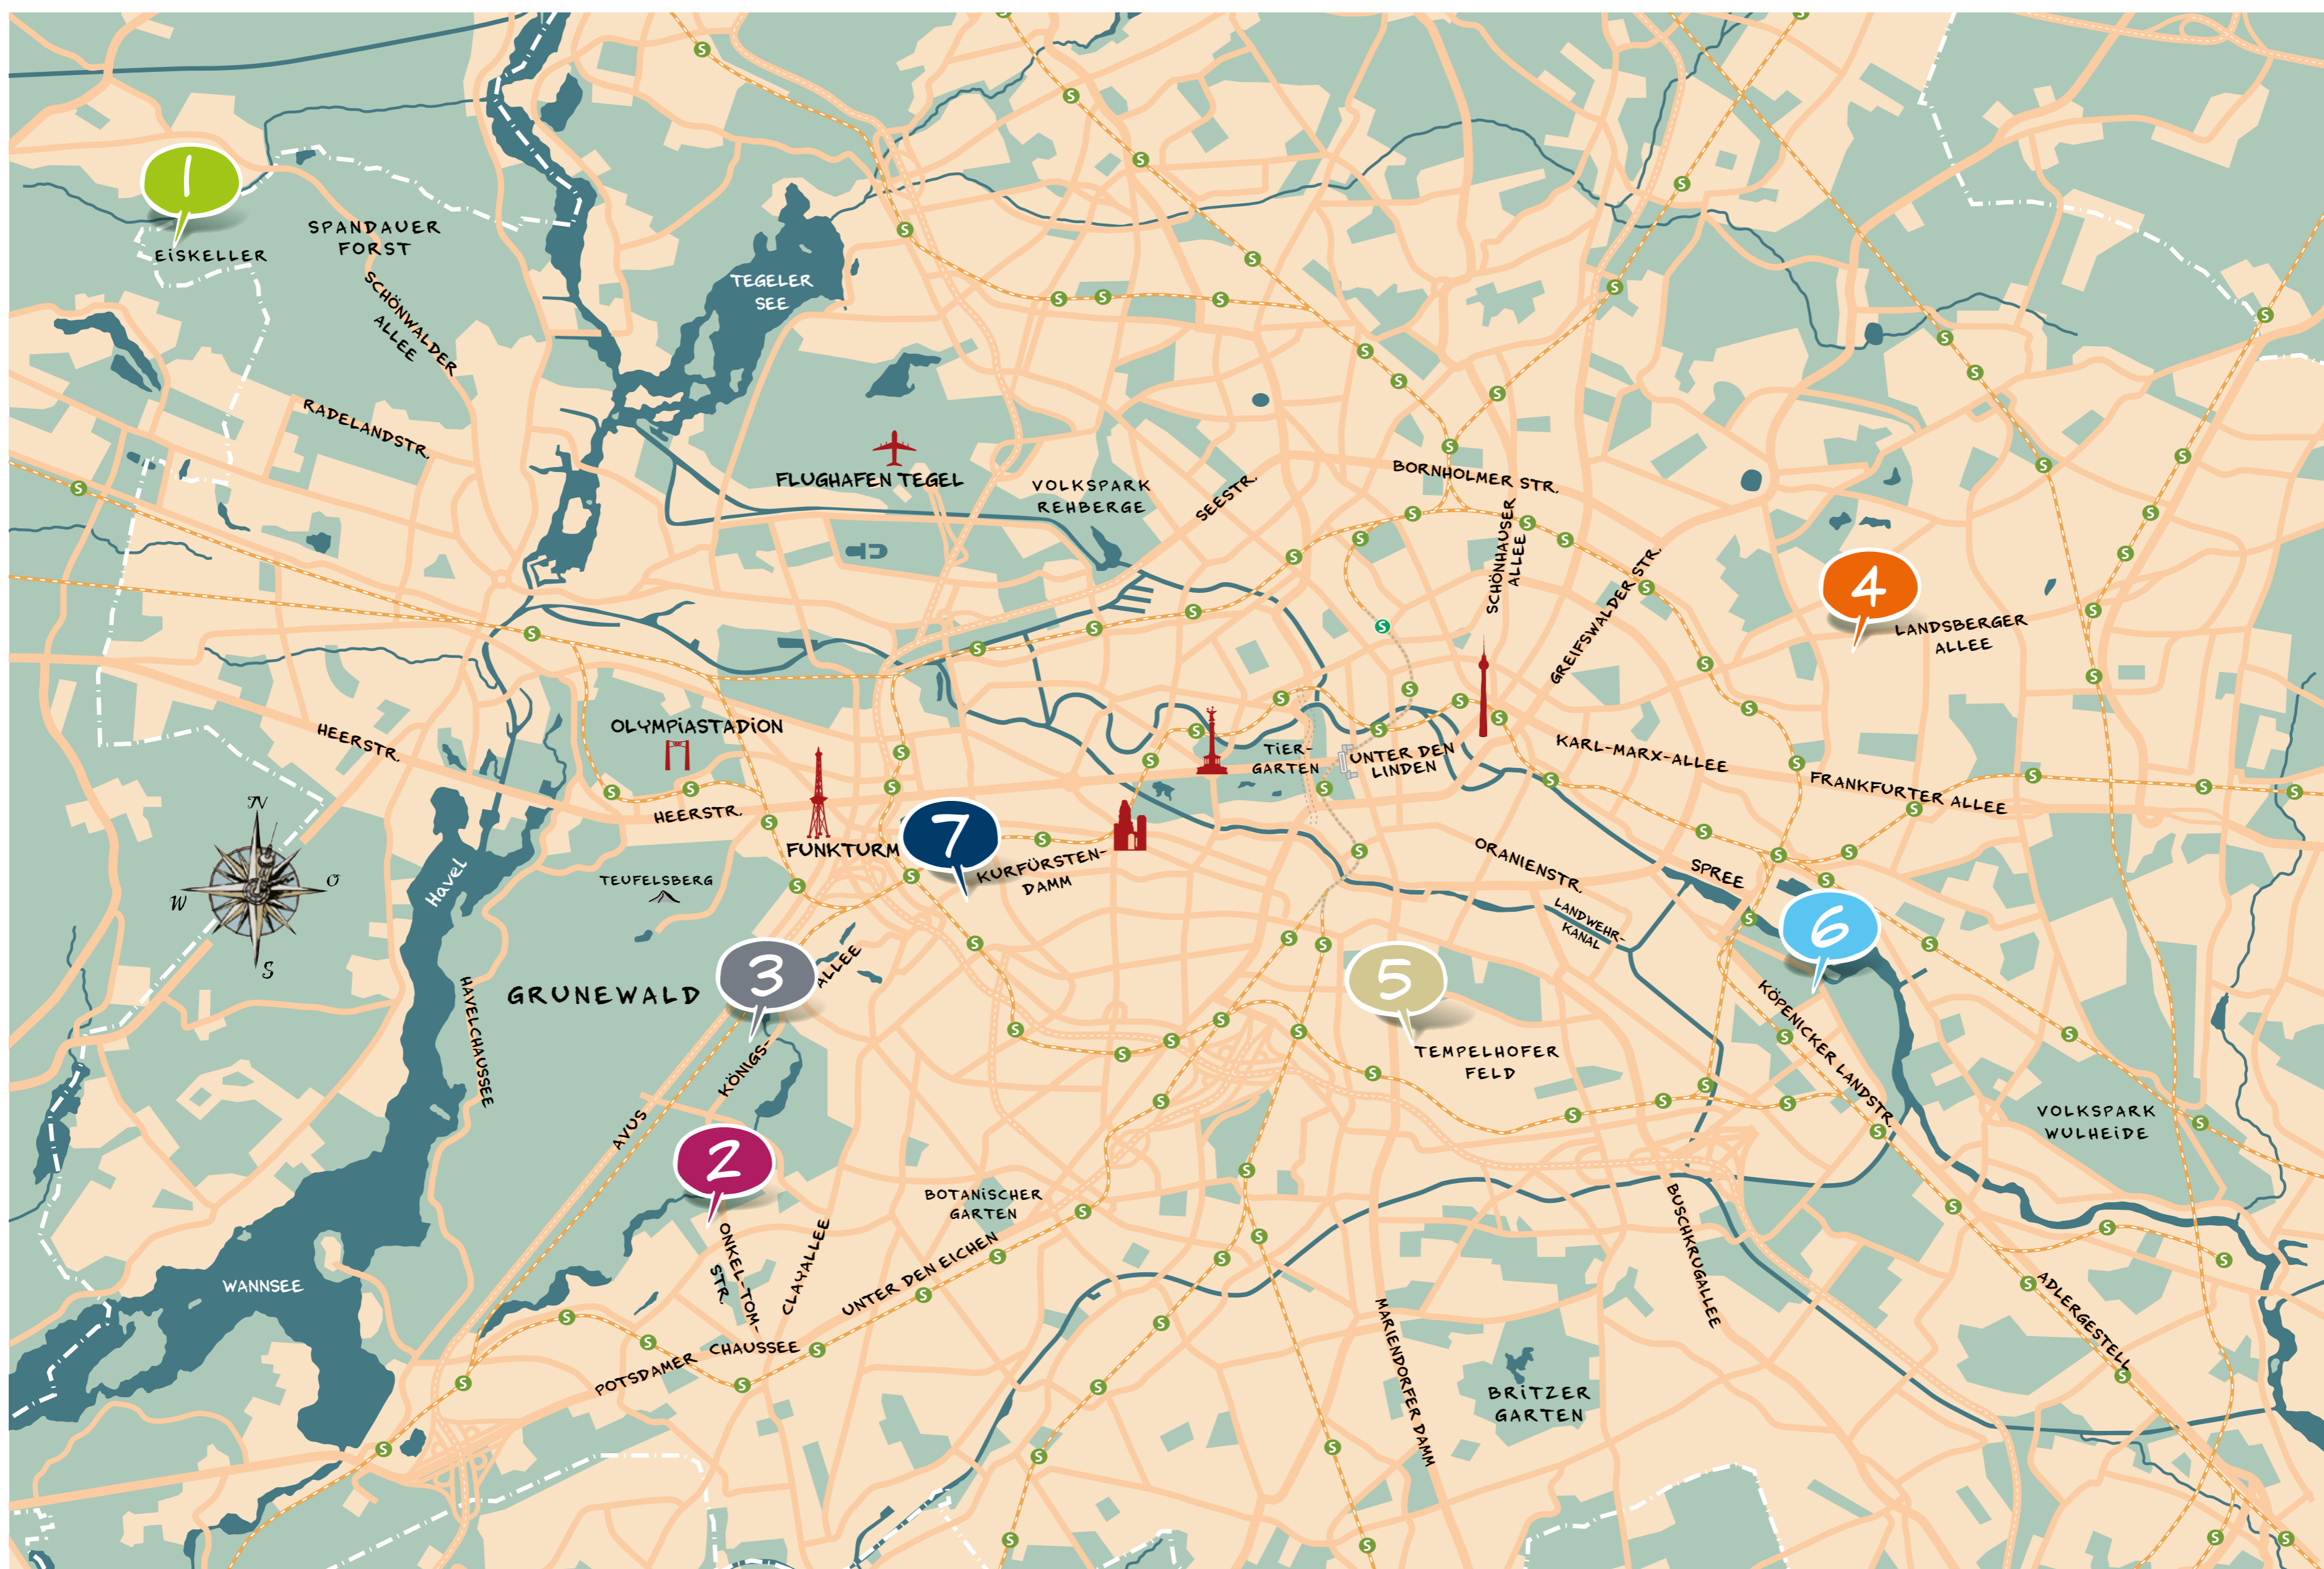 1
EiSKELLER
SPANDAUER
FORST
SCHÖNWALDER
ALLEE
TEGELER
SEE
RADELANDSTR.
FLUGHAFEN TEGEL
VOLKSPARK
REHBERGE
SEESTR.
BORNHOLMER STR.
SCHÖNHAUSER
ALLEE
GREIFSWALDER STR.
4
LANDSBERGER
ALLEE
HEERSTR.
OLYMPiASTADiON
HEERSTR.
FUNKTURM
7
KURFÜRSTEN-
DAMM
TiER-
GARTEN
UNTER DEN
LINDEN
KARL-MARX-ALLEE
FRANKFURTER ALLEE
ORANIENSTR.
SPREE
LANDWEHR-
KANAL
N
W
O
S
Havel
TEUFELSBERG
HAVELCHAUSSEE
GRUNEWALD
3
KÖNIGS-
ALLEE
AVUS
5
TEMPELHOFER
FELD
6
KÖPENICKER LANDSTR.
VOLKSPARK
WULHEiDE
2
ONKEL-TOM-
STR.
CLAYALLEE
BOTANiSCHER
GARTEN
UNTER DEN EICHEN
POTSDAMER CHAUSSEE
WANNSEE
MARIENDORFER DAMM
BRiTZER
GARTEN
BUSCHKRUGALLEE
ADLERGESTELL